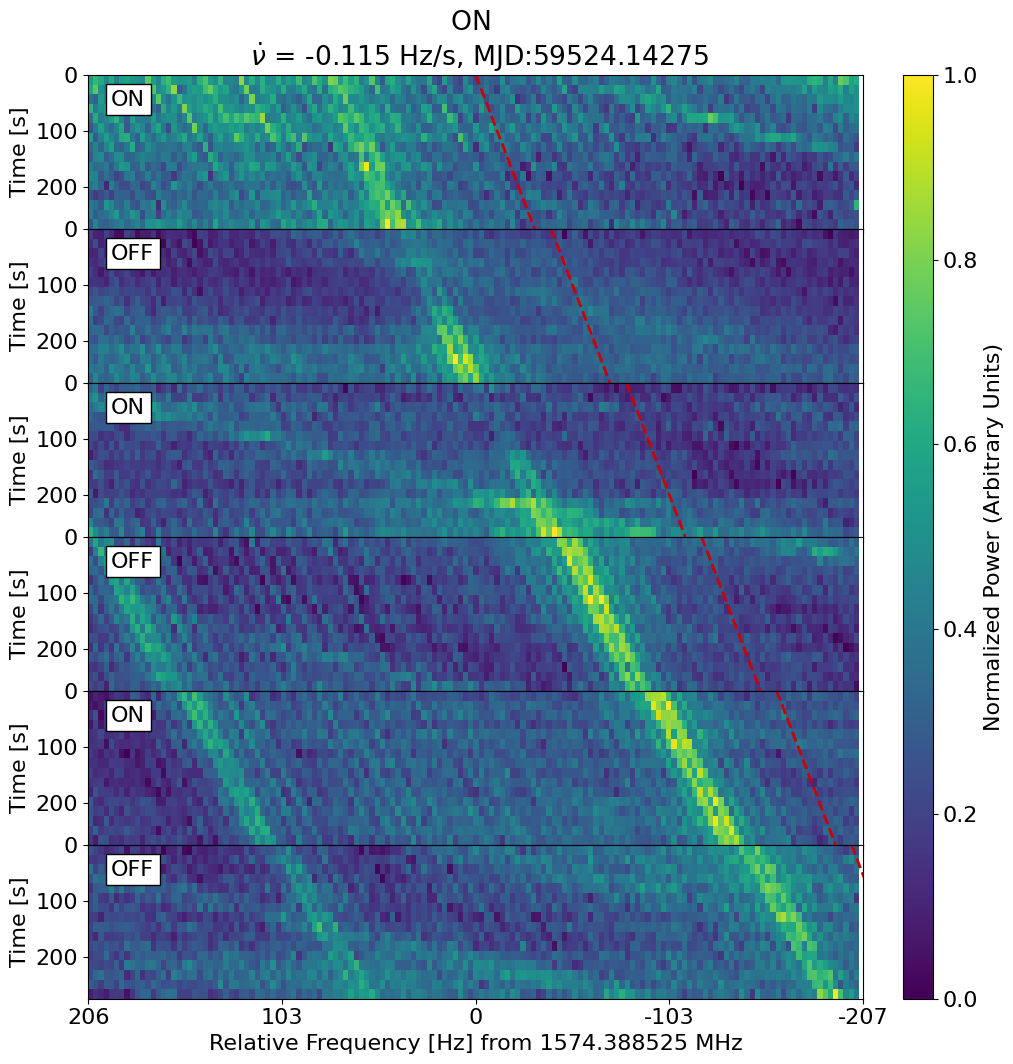 ON
ν̇ = -0.115 Hz/s, MJD:59524.14275
0
100
200
Time [s]
ON
0
100
200
Time [s]
OFF
0
100
200
Time [s]
ON
0
100
200
Time [s]
OFF
0
100
200
Time [s]
ON
0
100
200
Time [s]
OFF
206 103 0 -103 -207
Relative Frequency [Hz] from 1574.388525 MHz
1.0
0.8
0.6
0.4
0.2
0.0
Normalized Power (Arbitrary Units)